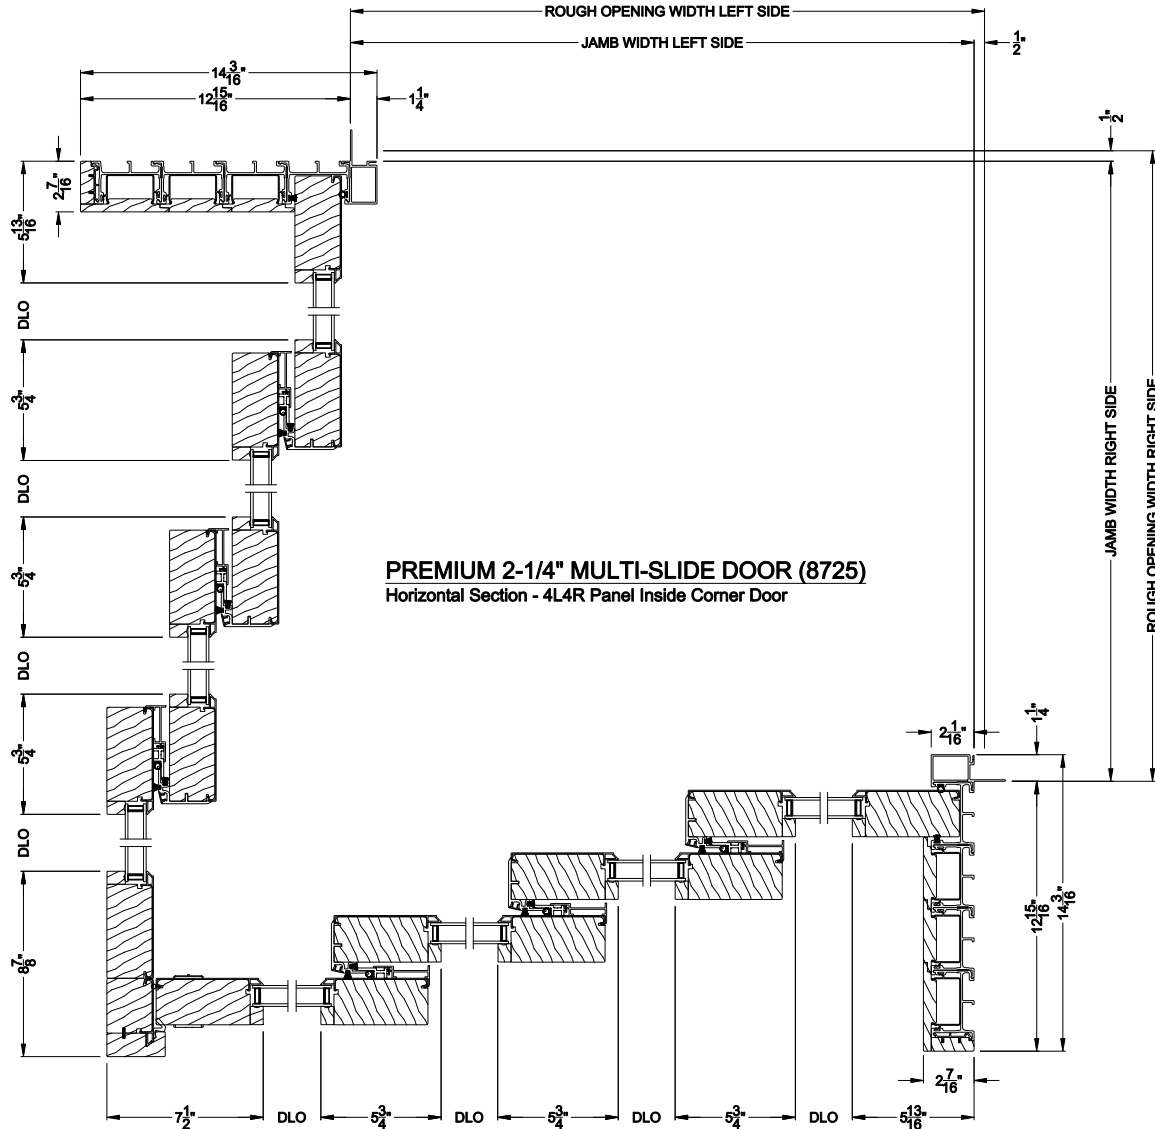 ROUGH OPENING WIDTH LEFT SIDE
JAMB WIDTH LEFT SIDE
1/2"
14 3/16"
12 15/16"
1 1/4"
1/2"
2 7/16"
5 13/16"
DLO
5 3/4"
DLO
5 3/4"
DLO
5 3/4"
DLO
8 7/8"
PREMIUM 2-1/4" MULTI-SLIDE DOOR (8725)
Horizontal Section - 4L4R Panel Inside Corner Door
JAMB WIDTH RIGHT SIDE
ROUGH OPENING WIDTH RIGHT SIDE
2 1/16"
1 1/4"
12 15/16"
14 3/16"
2 7/16"
7 1/2"
DLO
5 3/4"
DLO
5 3/4"
DLO
5 3/4"
DLO
5 13/16"